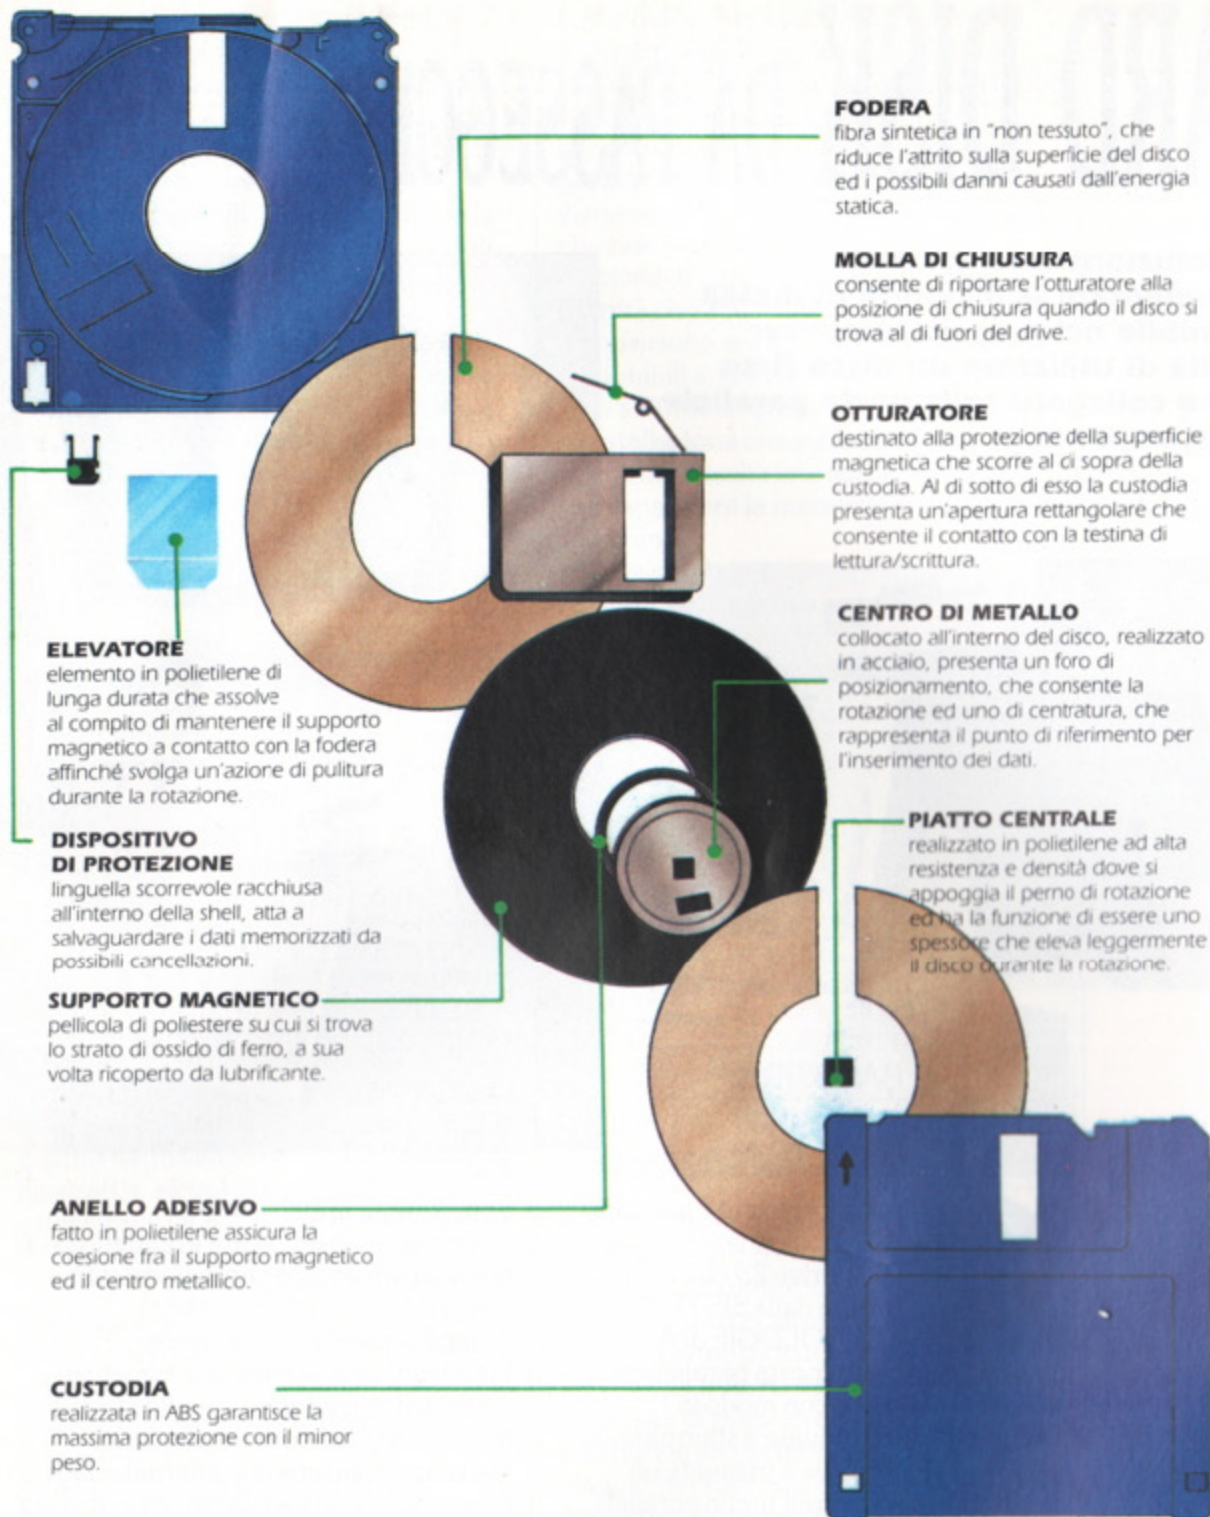 FODERA
fibra sintetica in "non tessuto", che
riduce l'attrito sulla superficie del disco
ed i possibili danni causati dall'energia
statica.
MOLLA DI CHIUSURA
consente di riportare l'otturatore alla
posizione di chiusura quando il disco si
trova al di fuori del drive.
OTTURATORE
destinato alla protezione della superficie
magnetica che scorre al di sopra della
custodia. Al di sotto di esso la custodia
presenta un'apertura rettangolare che
consente il contatto con la testina di
lettura/scrittura.
CENTRO DI METALLO
collocato all'interno del disco, realizzato
in acciaio, presenta un foro di
posizionamento, che consente la
rotazione ed uno di centratura, che
rappresenta il punto di riferimento per
l'inserimento dei dati.
PIATTO CENTRALE
realizzato in polietilene ad alta
resistenza e densità dove si
appoggia il perno di rotazione
ed ha la funzione di essere uno
spessore che eleva leggermente
il disco durante la rotazione.
ELEVATORE
elemento in polietilene di
lunga durata che assolve
al compito di mantenere il supporto
magnetico a contatto con la fodera
affinché svolga un'azione di pulitura
durante la rotazione.
DISPOSITIVO
DI PROTEZIONE
linguella scorrevole racchiusa
all'interno della shell, atta a
salvaguardare i dati memorizzati da
possibili cancellazioni.
SUPPORTO MAGNETICO
pellicola di poliestere su cui si trova
lo strato di ossido di ferro, a sua
volta ricoperto da lubrificante.
ANELLO ADESIVO
fatto in polietilene assicura la
coesione fra il supporto magnetico
ed il centro metallico.
CUSTODIA
realizzata in ABS garantisce la
massima protezione con il minor
peso.